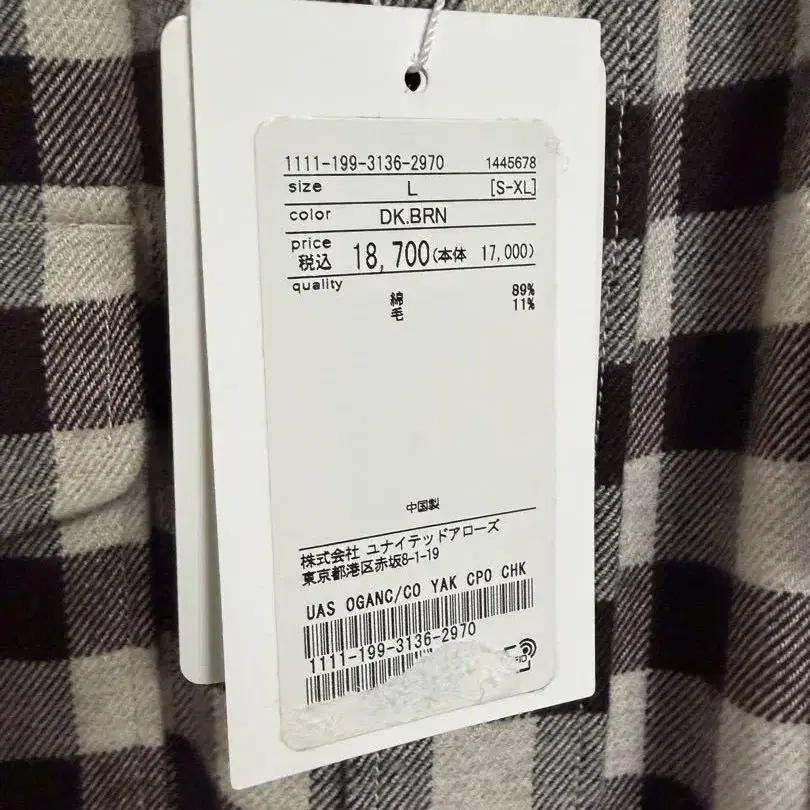 1111-199-3136-2970 1445678
size L [S-XL]
color DK.BRN
price
税込 18,700(本体 17,000)
quality
綿 89%
毛 11%
中国製
株式会社 ユナイテッドアローズ
東京都港区赤坂8-1-19
UAS OGANC/CO YAK CPO CHK
1111-199-3136-2970